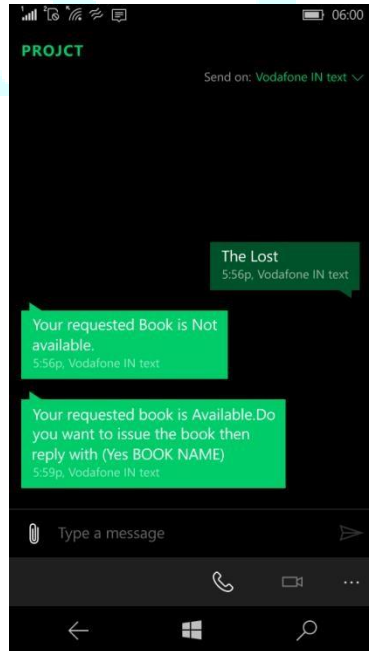 06:00
PROJCT
Send on: Vodafone IN text
The Lost
5:56p, Vodafone IN text
Your requested Book is Not
available.
5:56p, Vodafone IN text
Your requested book is Available.Do
you want to issue the book then
reply with (Yes BOOK NAME)
5:59p, Vodafone IN text
Type a message